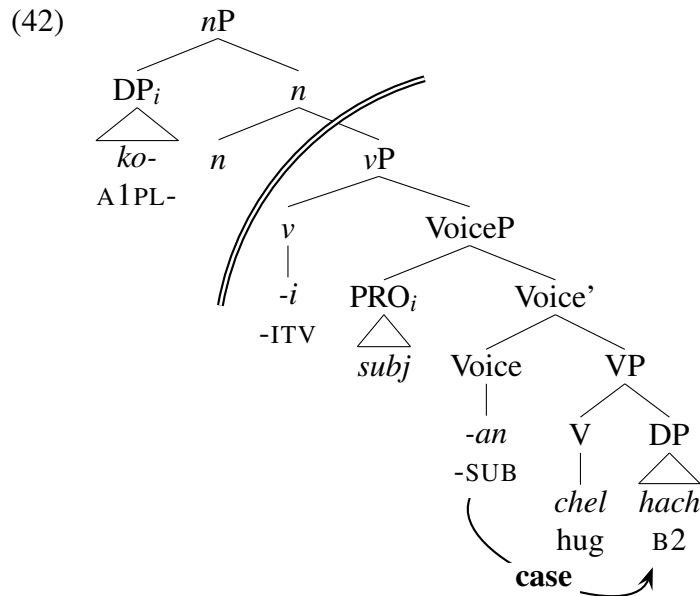 (42)
nP
DPi n
ko- n vP
A1PL-
v VoiceP
-i PROi Voice’
-ITV
subj Voice VP
-an V DP
-SUB
chel hach
hug B2
case